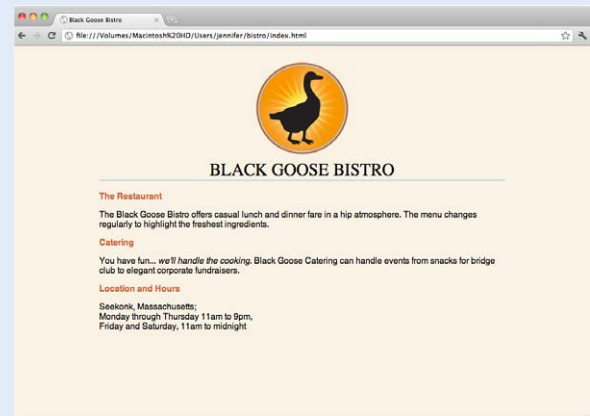 Black Goose Bistro
file:///Volumes/Macintosh%20HD/Users/jennifer/bistro/index.html
BLACK GOOSE BISTRO
The Restaurant
The Black Goose Bistro offers casual lunch and dinner fare in a hip atmosphere. The menu changes
regularly to highlight the freshest ingredients.
Catering
You have fun... we'll handle the cooking. Black Goose Catering can handle events from snacks for bridge
club to elegant corporate fundraisers.
Location and Hours
Seekonk, Massachusetts;
Monday through Thursday 11am to 9pm,
Friday and Saturday, 11am to midnight